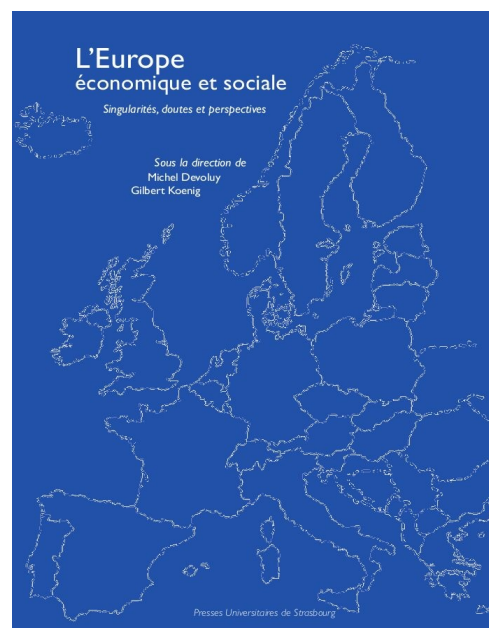 L'Europe
économique et sociale
Singularités, doutes et perspectives
Sous la direction de
Michel Devoluy
Gilbert Koenig
Presses Universitaires de Strasbourg